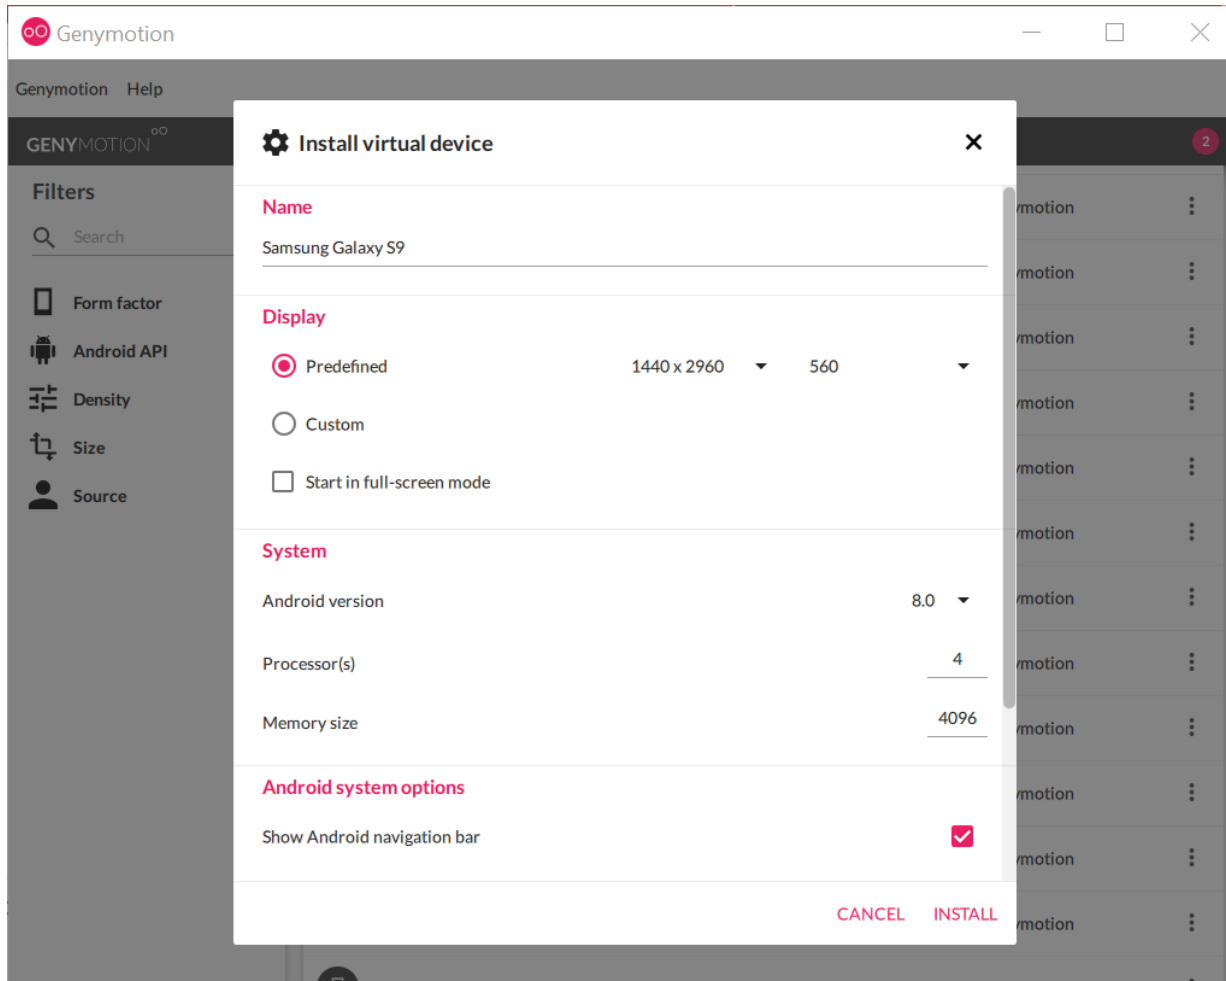 Genymotion
Genymotion Help
GENYMOTION
2
Filters
Search
Form factor
Android API
Density
Size
Source
Install virtual device
Name
Samsung Galaxy S9
Display
Predefined 1440 x 2960 560
Custom
Start in full-screen mode
System
Android version 8.0
Processor(s) 4
Memory size 4096
Android system options
Show Android navigation bar
CANCEL INSTALL
ymotion
ymotion
ymotion
ymotion
ymotion
ymotion
ymotion
ymotion
ymotion
ymotion
ymotion
ymotion